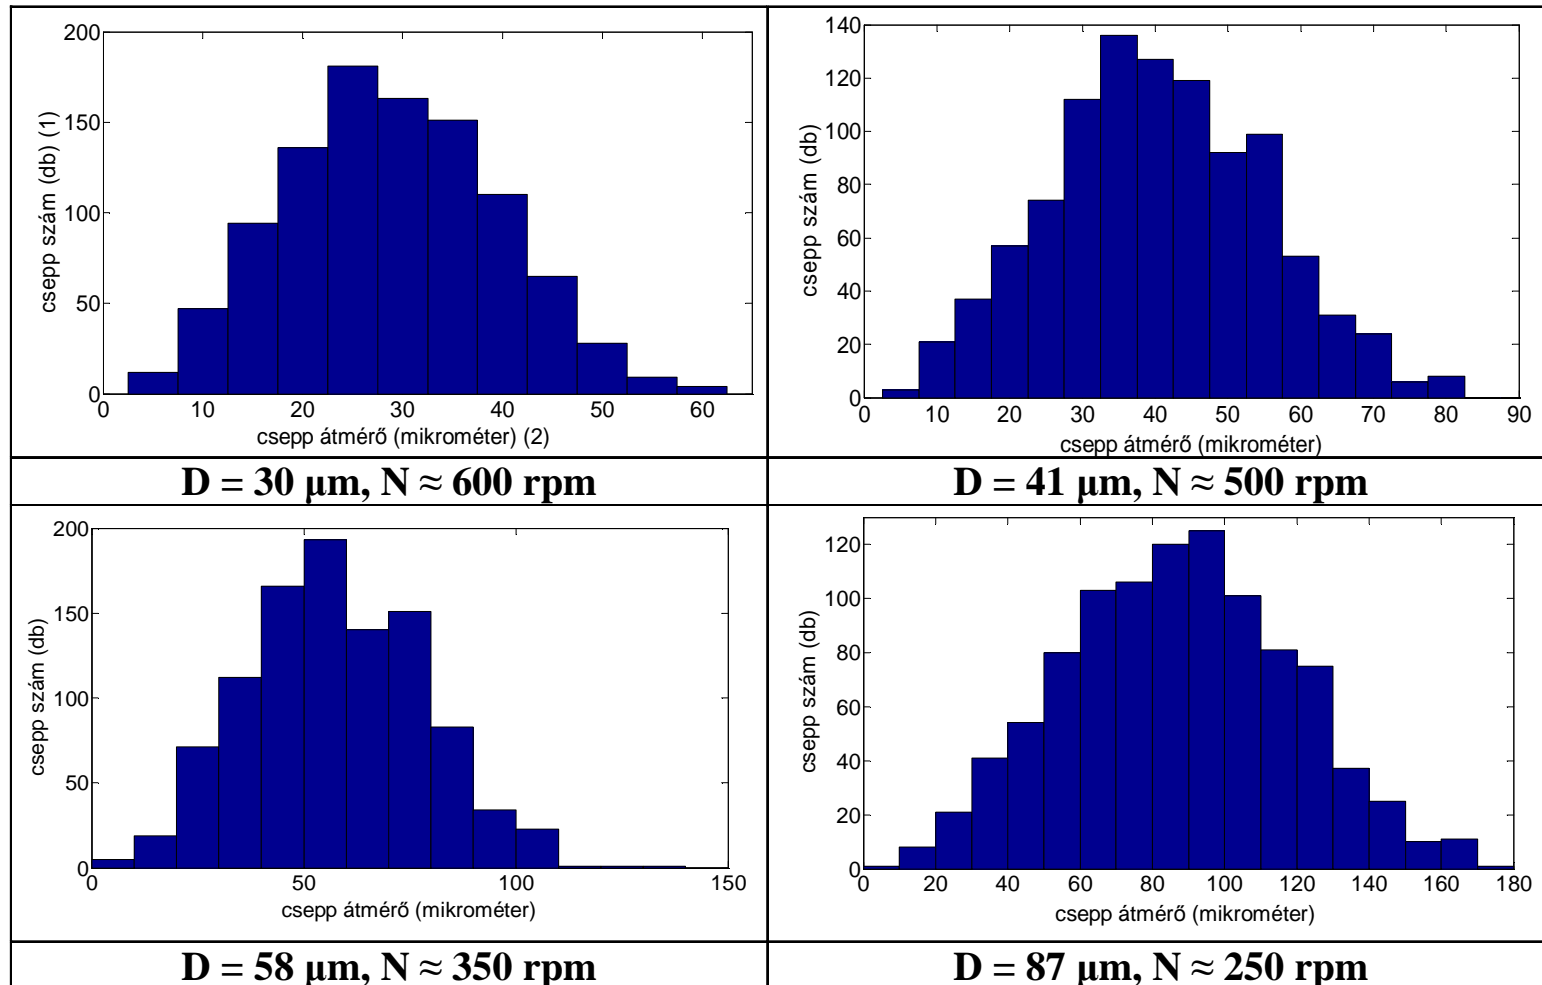 200
150
100
50
0
csepp szám (db) (1)
0 10 20 30 40 50 60
csepp átmérő (mikrométer) (2)
D = 30 μm, N ≈ 600 rpm
140
120
100
80
60
40
20
0
csepp szám (db)
0 10 20 30 40 50 60 70 80 90
csepp átmérő (mikrométer)
D = 41 μm, N ≈ 500 rpm
200
150
100
50
0
csepp szám (db)
0 50 100 150
csepp átmérő (mikrométer)
D = 58 μm, N ≈ 350 rpm
120
100
80
60
40
20
0
csepp szám (db)
0 20 40 60 80 100 120 140 160 180
csepp átmérő (mikrométer)
D = 87 μm, N ≈ 250 rpm